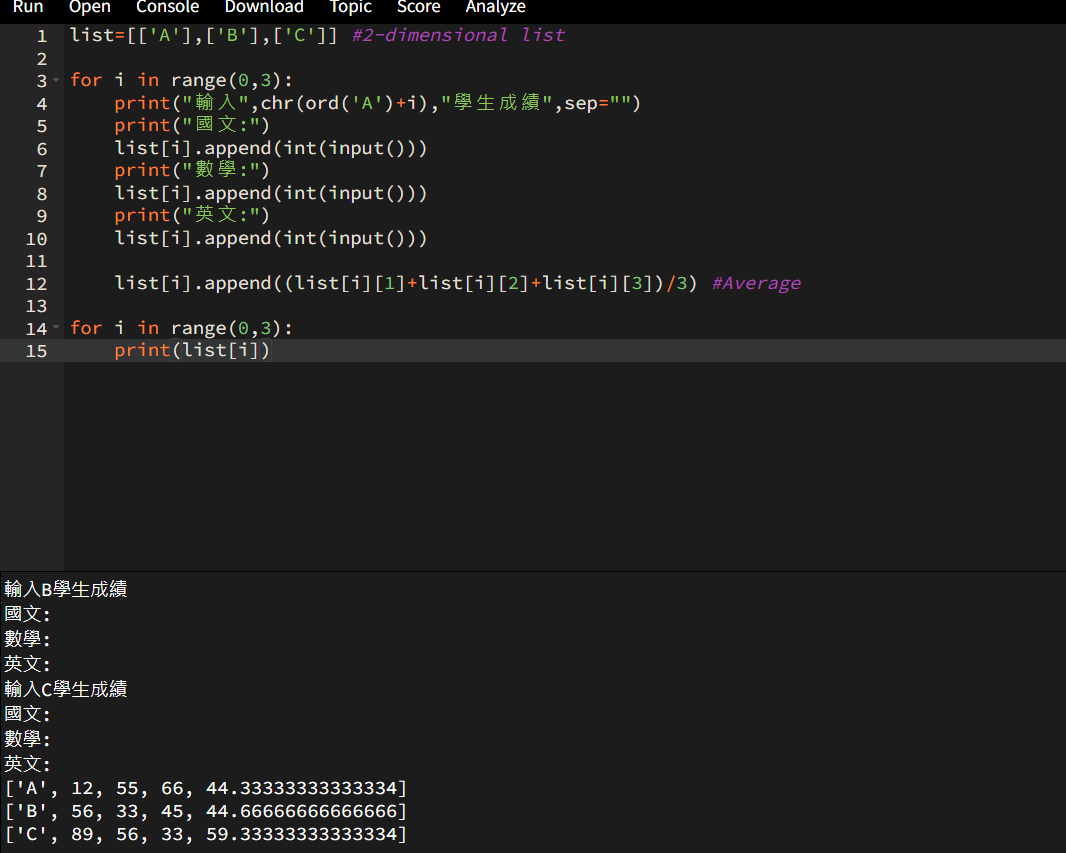 Run Open Console Download Topic Score Analyze
1 list=[['A'],['B'],['C']] #2-dimensional list
2
3 for i in range(0,3):
4     print("輸入",chr(ord('A')+i),"學生成績",sep="")
5     print("國文:")
6     list[i].append(int(input()))
7     print("數學:")
8     list[i].append(int(input()))
9     print("英文:")
10     list[i].append(int(input()))
11
12     list[i].append((list[i][1]+list[i][2]+list[i][3])/3) #Average
13
14 for i in range(0,3):
15     print(list[i])
輸入B學生成績
國文:
數學:
英文:
輸入C學生成績
國文:
數學:
英文:
['A', 12, 55, 66, 44.33333333333334]
['B', 56, 33, 45, 44.66666666666666]
['C', 89, 56, 33, 59.33333333333334]